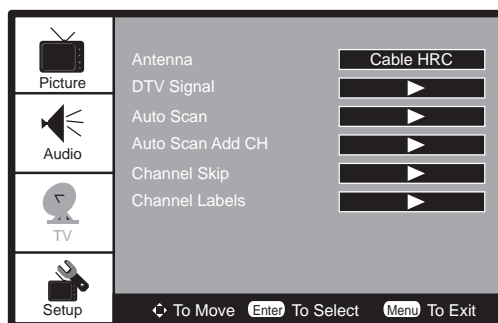 Picture
Audio
TV
Setup
Antenna Cable HRC
DTV Signal
Auto Scan
Auto Scan Add CH
Channel Skip
Channel Labels
To Move Enter To Select Menu To Exit